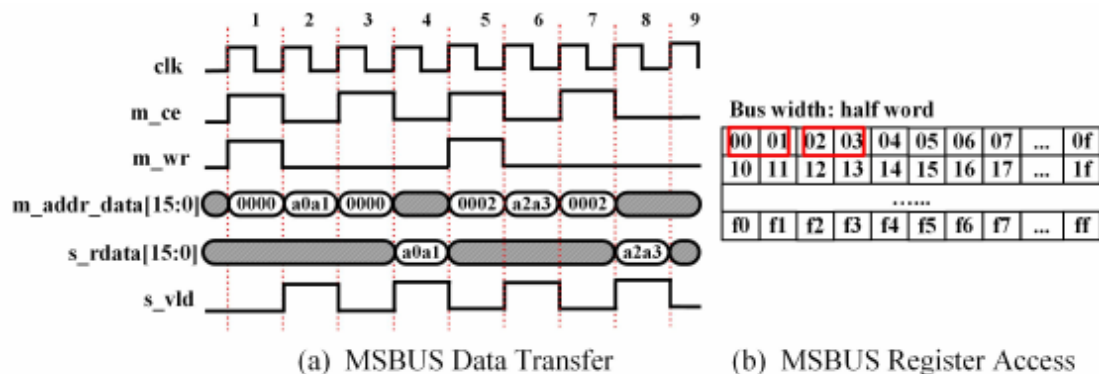 1 2 3 4 5 6 7 8 9
clk
m_ce
m_wr
m_addr_data[15:0] 0000 a0a1 0000 0002 a2a3 0002
s_rdata[15:0] a0a1 a2a3
s_vld
(a) MSBUS Data Transfer
Bus width: half word
00 01 02 03 04 05 06 07 ... 0f
10 11 12 13 14 15 16 17 ... 1f
......
f0 f1 f2 f3 f4 f5 f6 f7 ... ff
(b) MSBUS Register Access